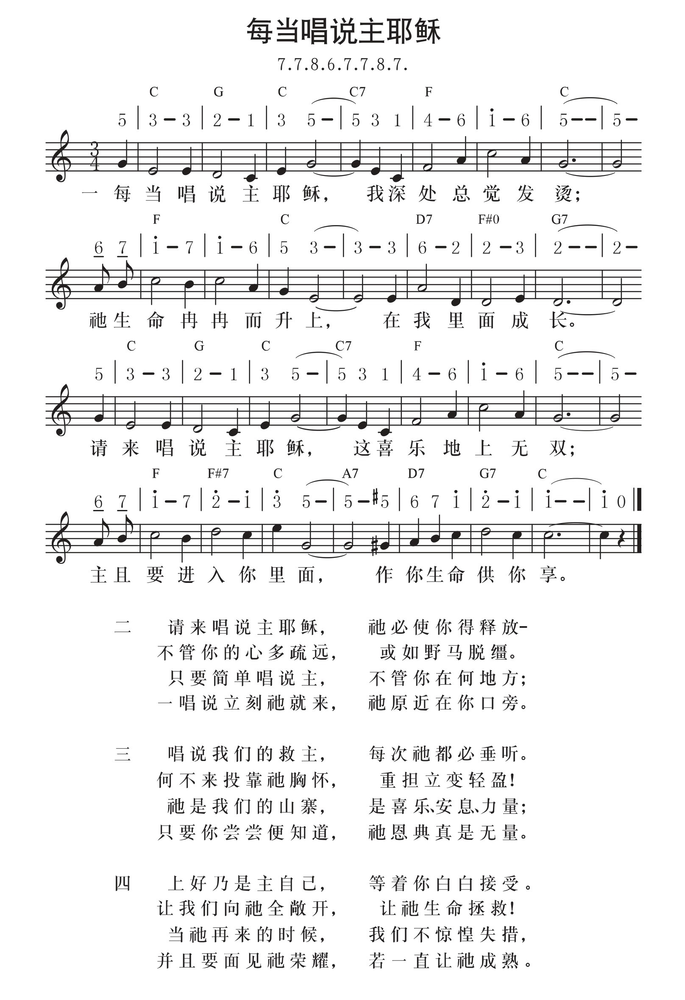 每当唱说主耶稣
7.7.8.6.7.7.8.7.
C G C C7 F C
5 | 3 - 3 | 2 - 1 | 3 5 - | 5 3 1 | 4 - 6 | i - 6 | 5 - - | 5 -
3
4
一 每当唱说主耶稣， 我深处总觉发烫；
F C D7 F#0 G7
6 7 | i - 7 | i - 6 | 5 3 - | 3 - 3 | 6 - 2 | 2 - 3 | 2 - - | 2 -
祂生命冉冉而升上， 在我里面成长。
C G C C7 F C
5 | 3 - 3 | 2 - 1 | 3 5 - | 5 3 1 | 4 - 6 | i - 6 | 5 - - | 5 -
请来唱说主耶稣， 这喜乐地上无双；
F F#7 C A7 D7 G7 C
6 7 | i - 7 | 2̇ - i | 3̇ 5 - | 5 - #5 | 6 7 i | 2̇ - i | i - - | i 0
主且要进入你里面， 作你生命供你享。
二 请来唱说主耶稣， 祂必使你得释放-
不管你的心多疏远， 或如野马脱缰。
只要简单唱说主， 不管你在何地方；
一唱说立刻祂就来， 祂原近在你口旁。
三 唱说我们的救主， 每次祂都必垂听。
何不来投靠祂胸怀， 重担立变轻盈！
祂是我们的山寨， 是喜乐、安息、力量；
只要你尝尝便知道， 祂恩典真是无量。
四 上好乃是主自己， 等着你白白接受。
让我们向祂全敞开， 让祂生命拯救！
当祂再来的时候， 我们不惊惶失措，
并且要面见祂荣耀， 若一直让祂成熟。